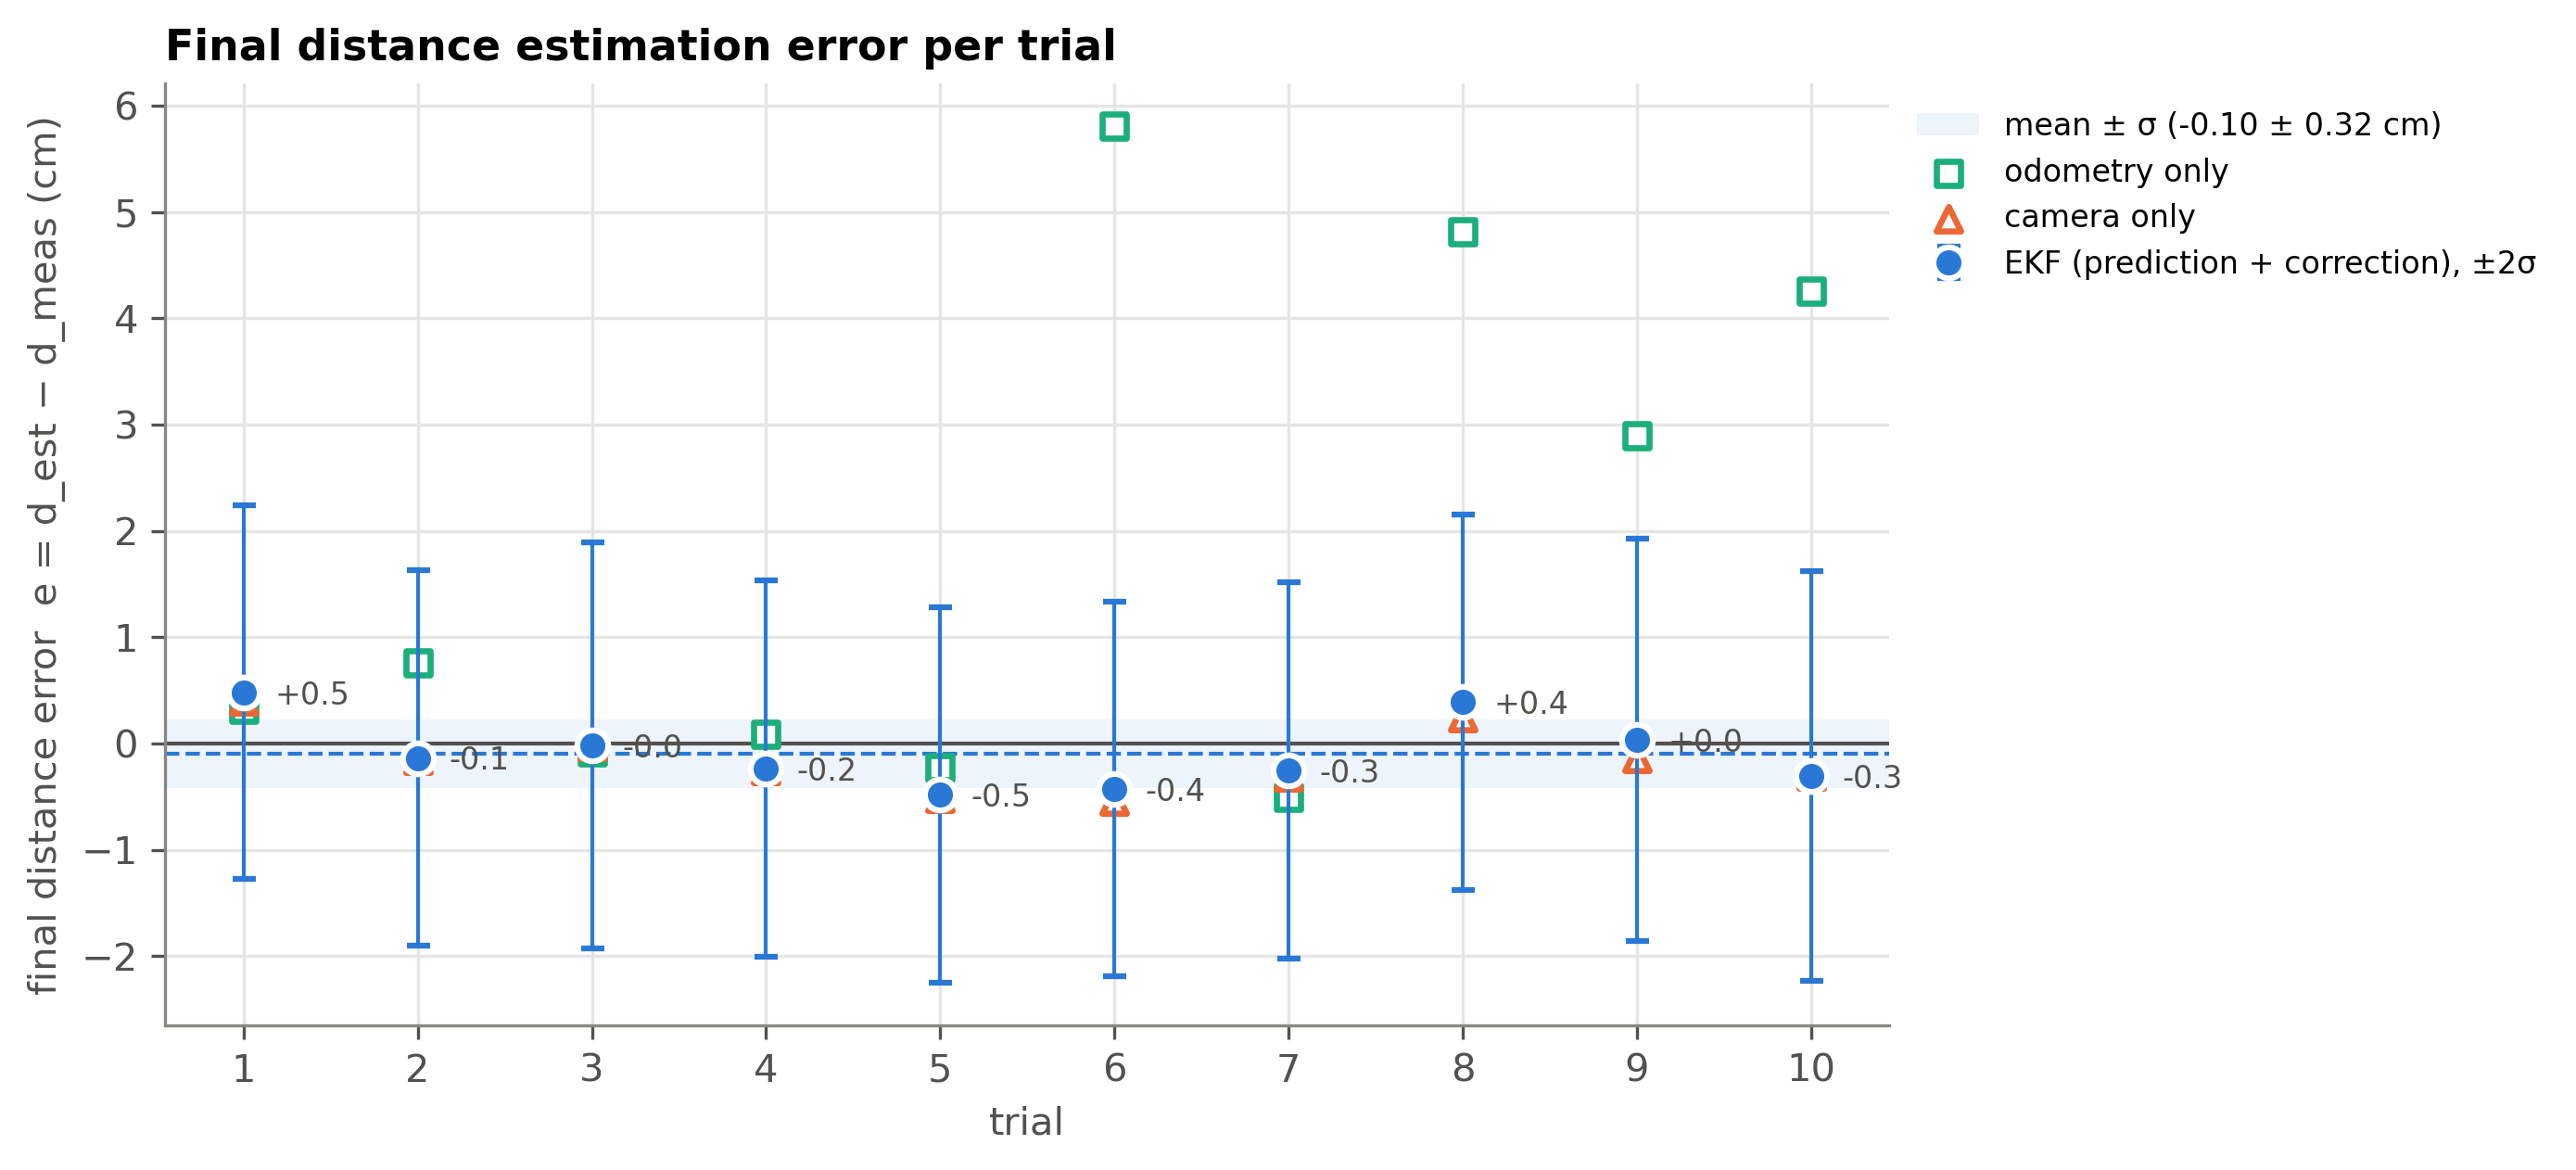 Final distance estimation error per trial
final distance error  e = d_est − d_meas (cm)
6
5
4
3
2
1
0
−1
−2
+0.5
-0.1
-0.0
-0.2
-0.5
-0.4
-0.3
+0.4
+0.0
-0.3
1 2 3 4 5 6 7 8 9 10
trial
mean ± σ (-0.10 ± 0.32 cm)
odometry only
camera only
EKF (prediction + correction), ±2σ